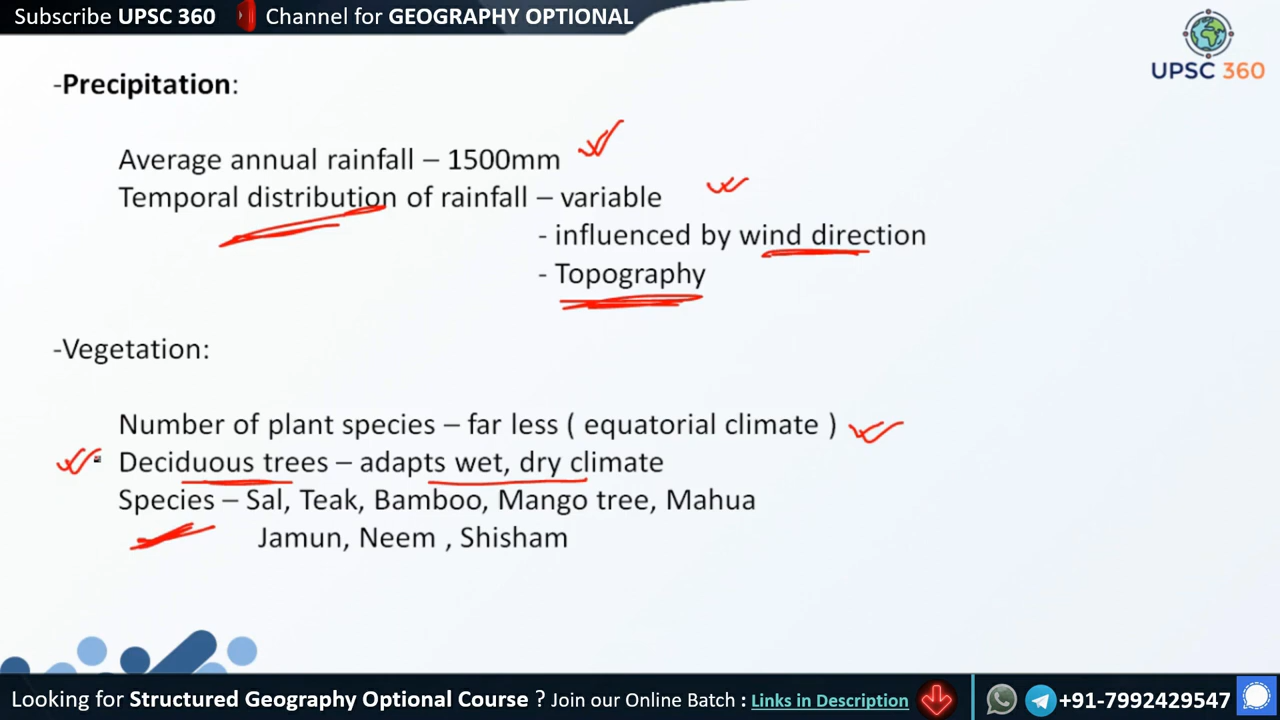 Subscribe UPSC 360 Channel for GEOGRAPHY OPTIONAL
UPSC 360
-Precipitation:
Average annual rainfall – 1500mm
Temporal distribution of rainfall – variable
- influenced by wind direction
- Topography
-Vegetation:
Number of plant species – far less ( equatorial climate )
Deciduous trees – adapts wet, dry climate
Species – Sal, Teak, Bamboo, Mango tree, Mahua
Jamun, Neem , Shisham
Looking for Structured Geography Optional Course ? Join our Online Batch : Links in Description +91-7992429547